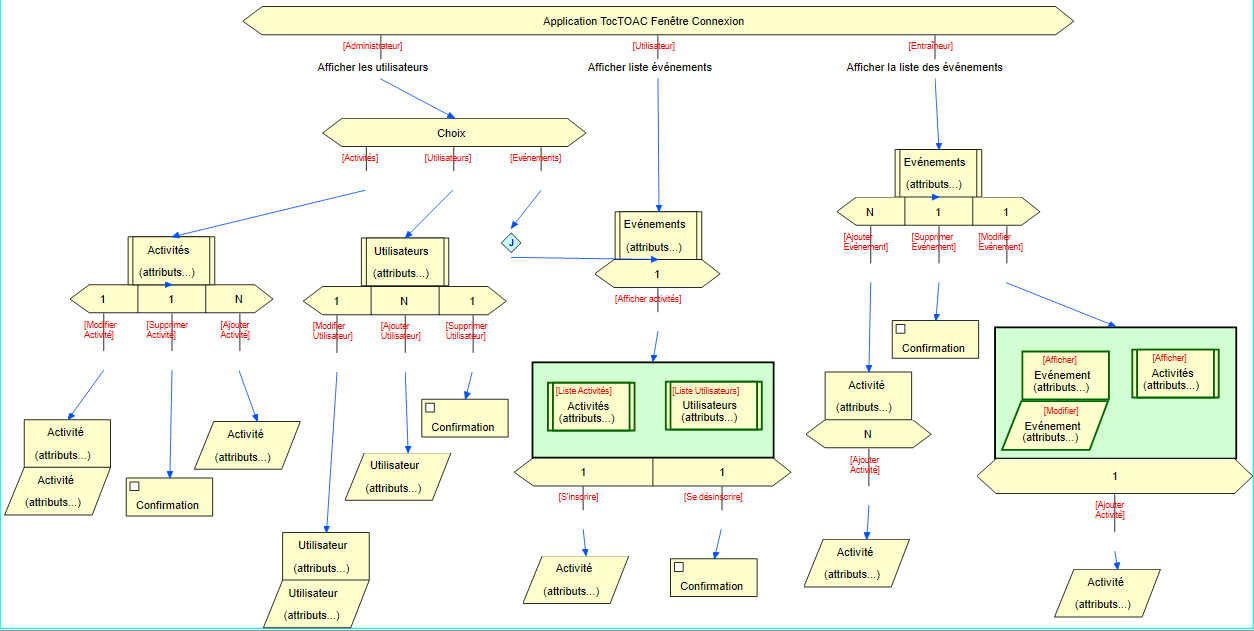 Application TocTOAC Fenêtre Connexion
[Administrateur]
[Utilisateur]
[Entraîneur]
Afficher les utilisateurs
Afficher liste événements
Afficher la liste des événements
Choix
[Activités]
[Utilisateurs]
[Evénements]
Evénements
(attributs...)
N
1
1
[Ajouter
Evénement]
[Supprimer
Evénement]
[Modifier
Evénement]
J
Evénements
(attributs...)
1
[Afficher activités]
Activités
(attributs...)
1
1
N
[Modifier
Activité]
[Supprimer
Activité]
[Ajouter
Activité]
Utilisateurs
(attributs...)
1
N
1
[Modifier
Utilisateur]
[Ajouter
Utilisateur]
[Supprimer
Utilisateur]
Confirmation
[Afficher]
Evénement
(attributs...)
[Modifier]
Evénement
(attributs...)
[Afficher]
Activités
(attributs...)
[Liste Activités]
Activités
(attributs...)
[Liste Utilisateurs]
Utilisateurs
(attributs...)
Activité
(attributs...)
N
[Ajouter
Activité]
Activité
(attributs...)
Activité
(attributs...)
Confirmation
Activité
(attributs...)
Confirmation
Utilisateur
(attributs...)
1
1
[S'inscrire]
[Se désinscrire]
1
[Ajouter
Activité]
Utilisateur
(attributs...)
Utilisateur
(attributs...)
Activité
(attributs...)
Confirmation
Activité
(attributs...)
Activité
(attributs...)